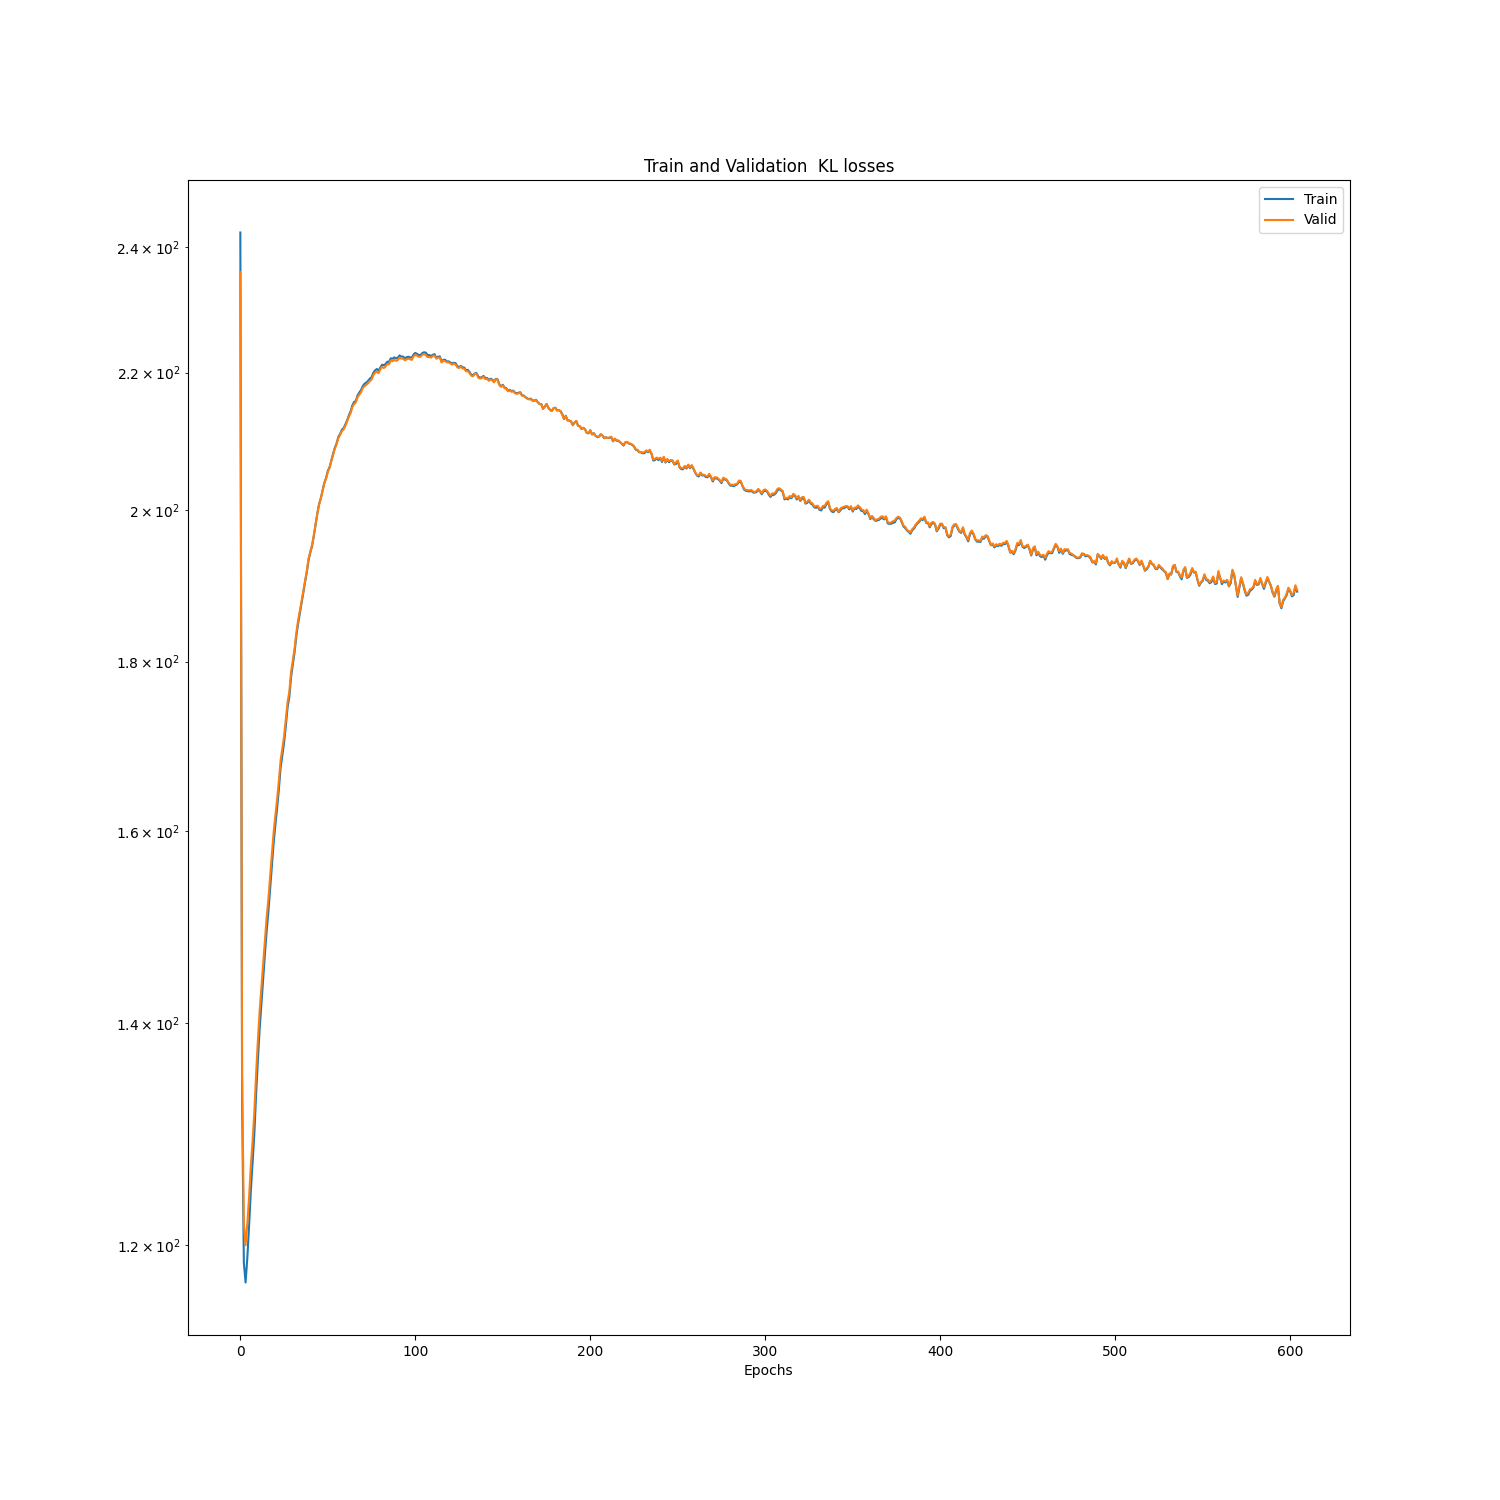 Train and Validation  KL losses
Train
Valid
2.4 × 10²
2.2 × 10²
2 × 10²
1.8 × 10²
1.6 × 10²
1.4 × 10²
1.2 × 10²
0 100 200 300 400 500 600
Epochs